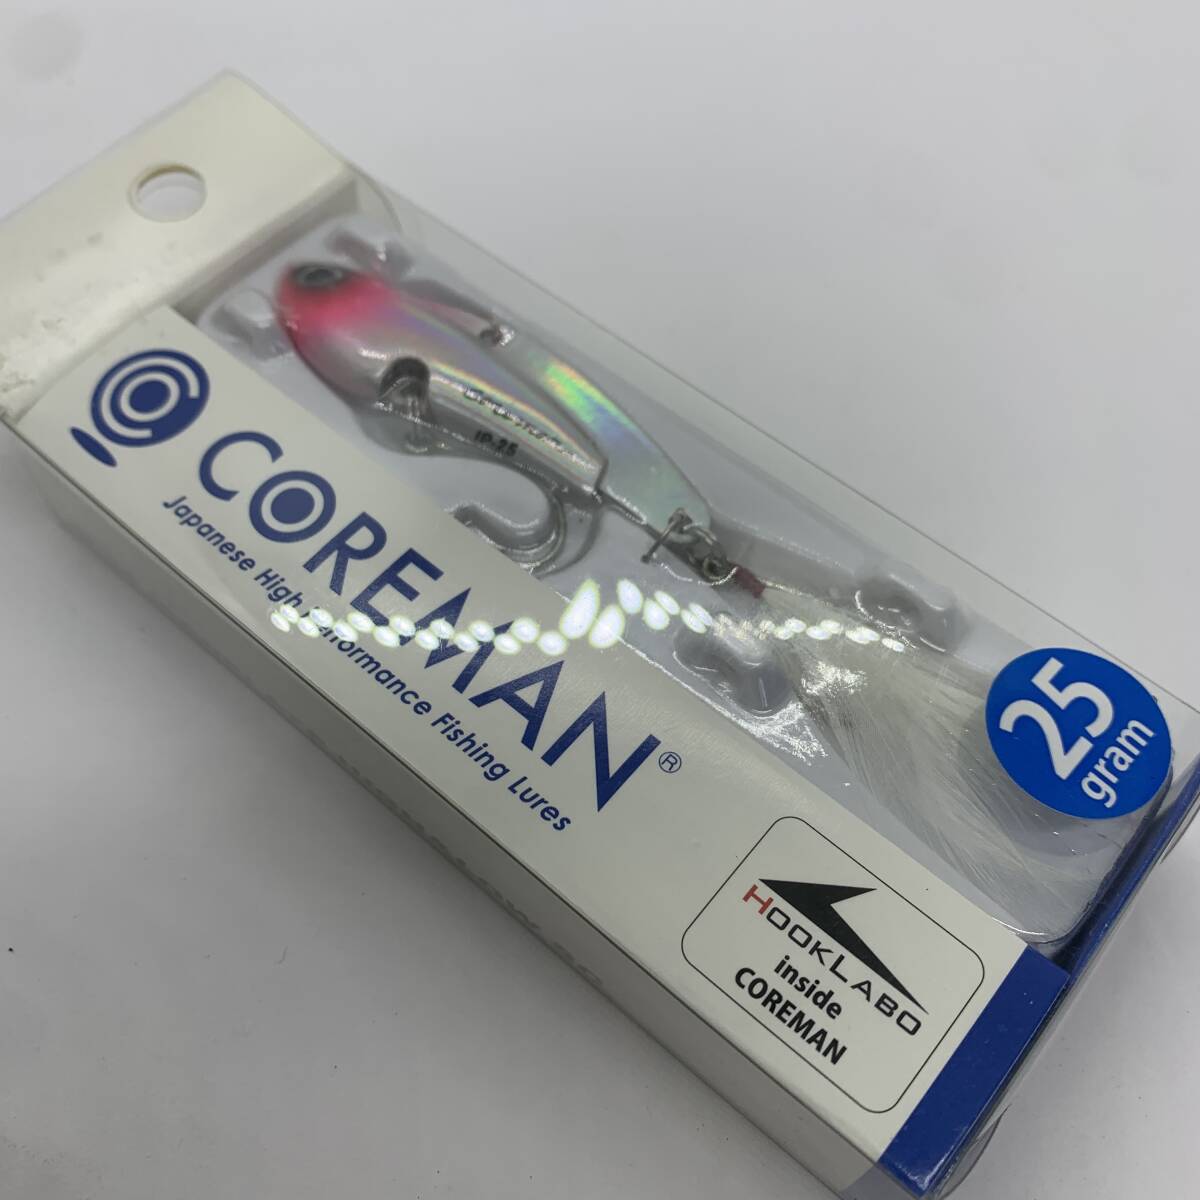 COREMAN®
Japanese High Performance Fishing Lures
IP-25
25
gram
HOOKLABO
inside
COREMAN